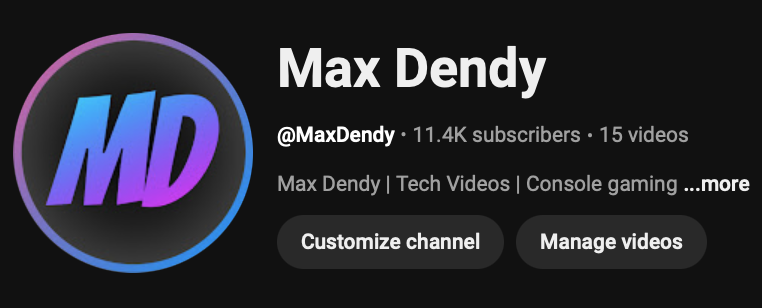 MD
Max Dendy
@MaxDendy • 11.4K subscribers • 15 videos
Max Dendy | Tech Videos | Console gaming ...more
Customize channel Manage videos